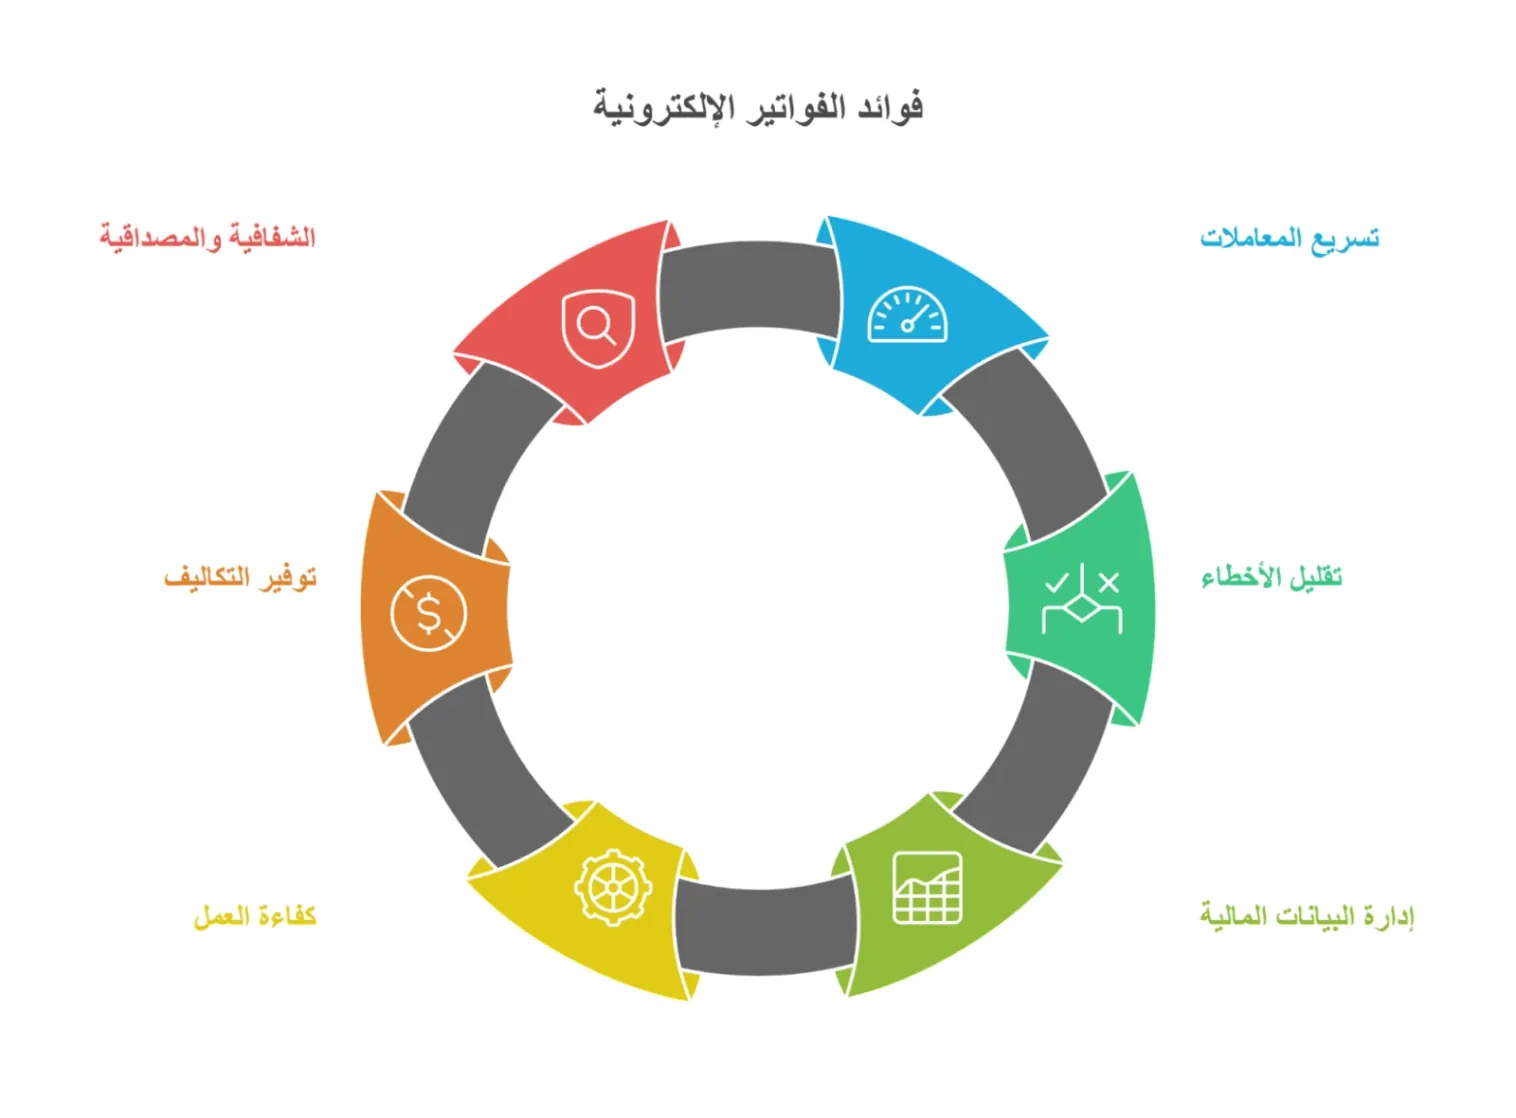 فوائد الفواتير الإلكترونية
تسريع المعاملات
الشفافية والمصداقية
تقليل الأخطاء
توفير التكاليف
إدارة البيانات المالية
كفاءة العمل